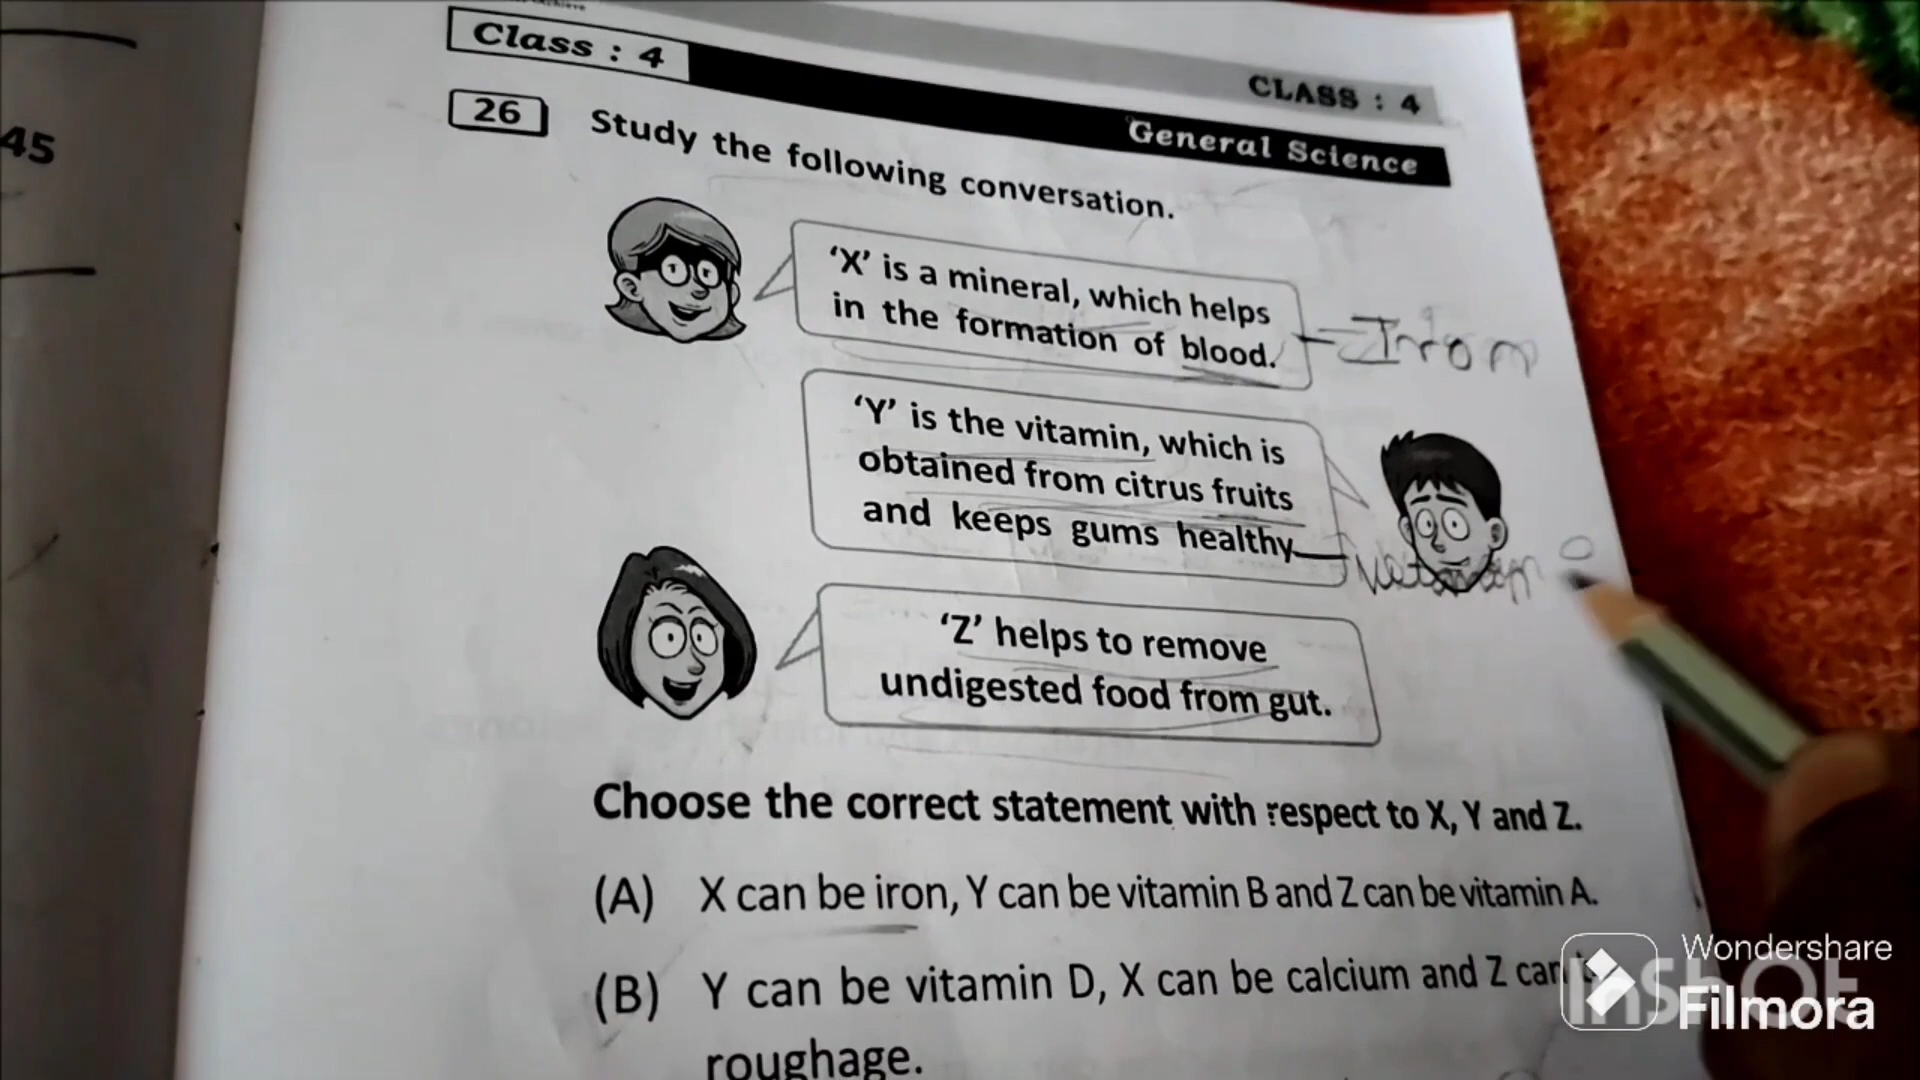 Class : 4
CLASS : 4
General Science
45
26 Study the following conversation.
'X' is a mineral, which helps
in the formation of blood.
Iron
'Y' is the vitamin, which is
obtained from citrus fruits
and keeps gums healthy
'Z' helps to remove
undigested food from gut.
Choose the correct statement with respect to X, Y and Z.
(A) X can be iron, Y can be vitamin B and Z can be vitamin A.
(B) Y can be vitamin D, X can be calcium and Z can
roughage.
Wondershare
Filmora
InShOt